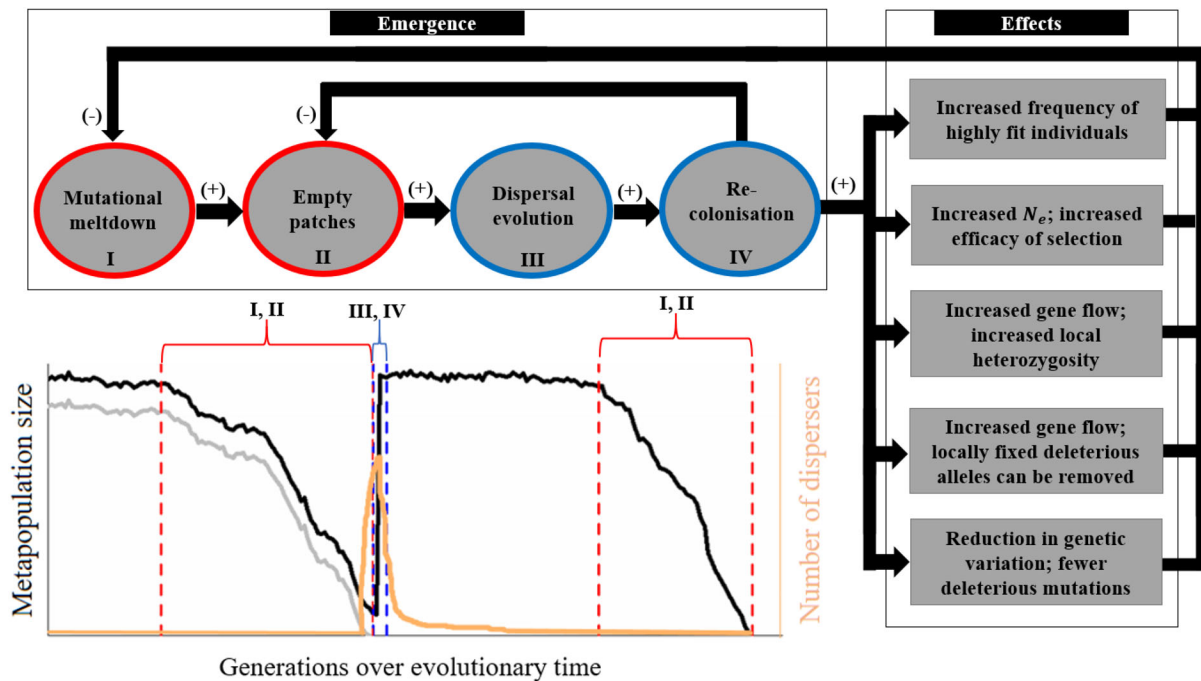 Emergence
Effects
(-)
(-)
Mutational
meltdown
I
(+)
Empty
patches
II
(+)
Dispersal
evolution
III
(+)
Re-
colonisation
IV
(+)
Increased frequency of
highly fit individuals
Increased Nₑ; increased
efficacy of selection
Increased gene flow;
increased local
heterozygosity
Increased gene flow;
locally fixed deleterious
alleles can be removed
Reduction in genetic
variation; fewer
deleterious mutations
I, II
III, IV
I, II
Metapopulation size
Number of dispersers
Generations over evolutionary time